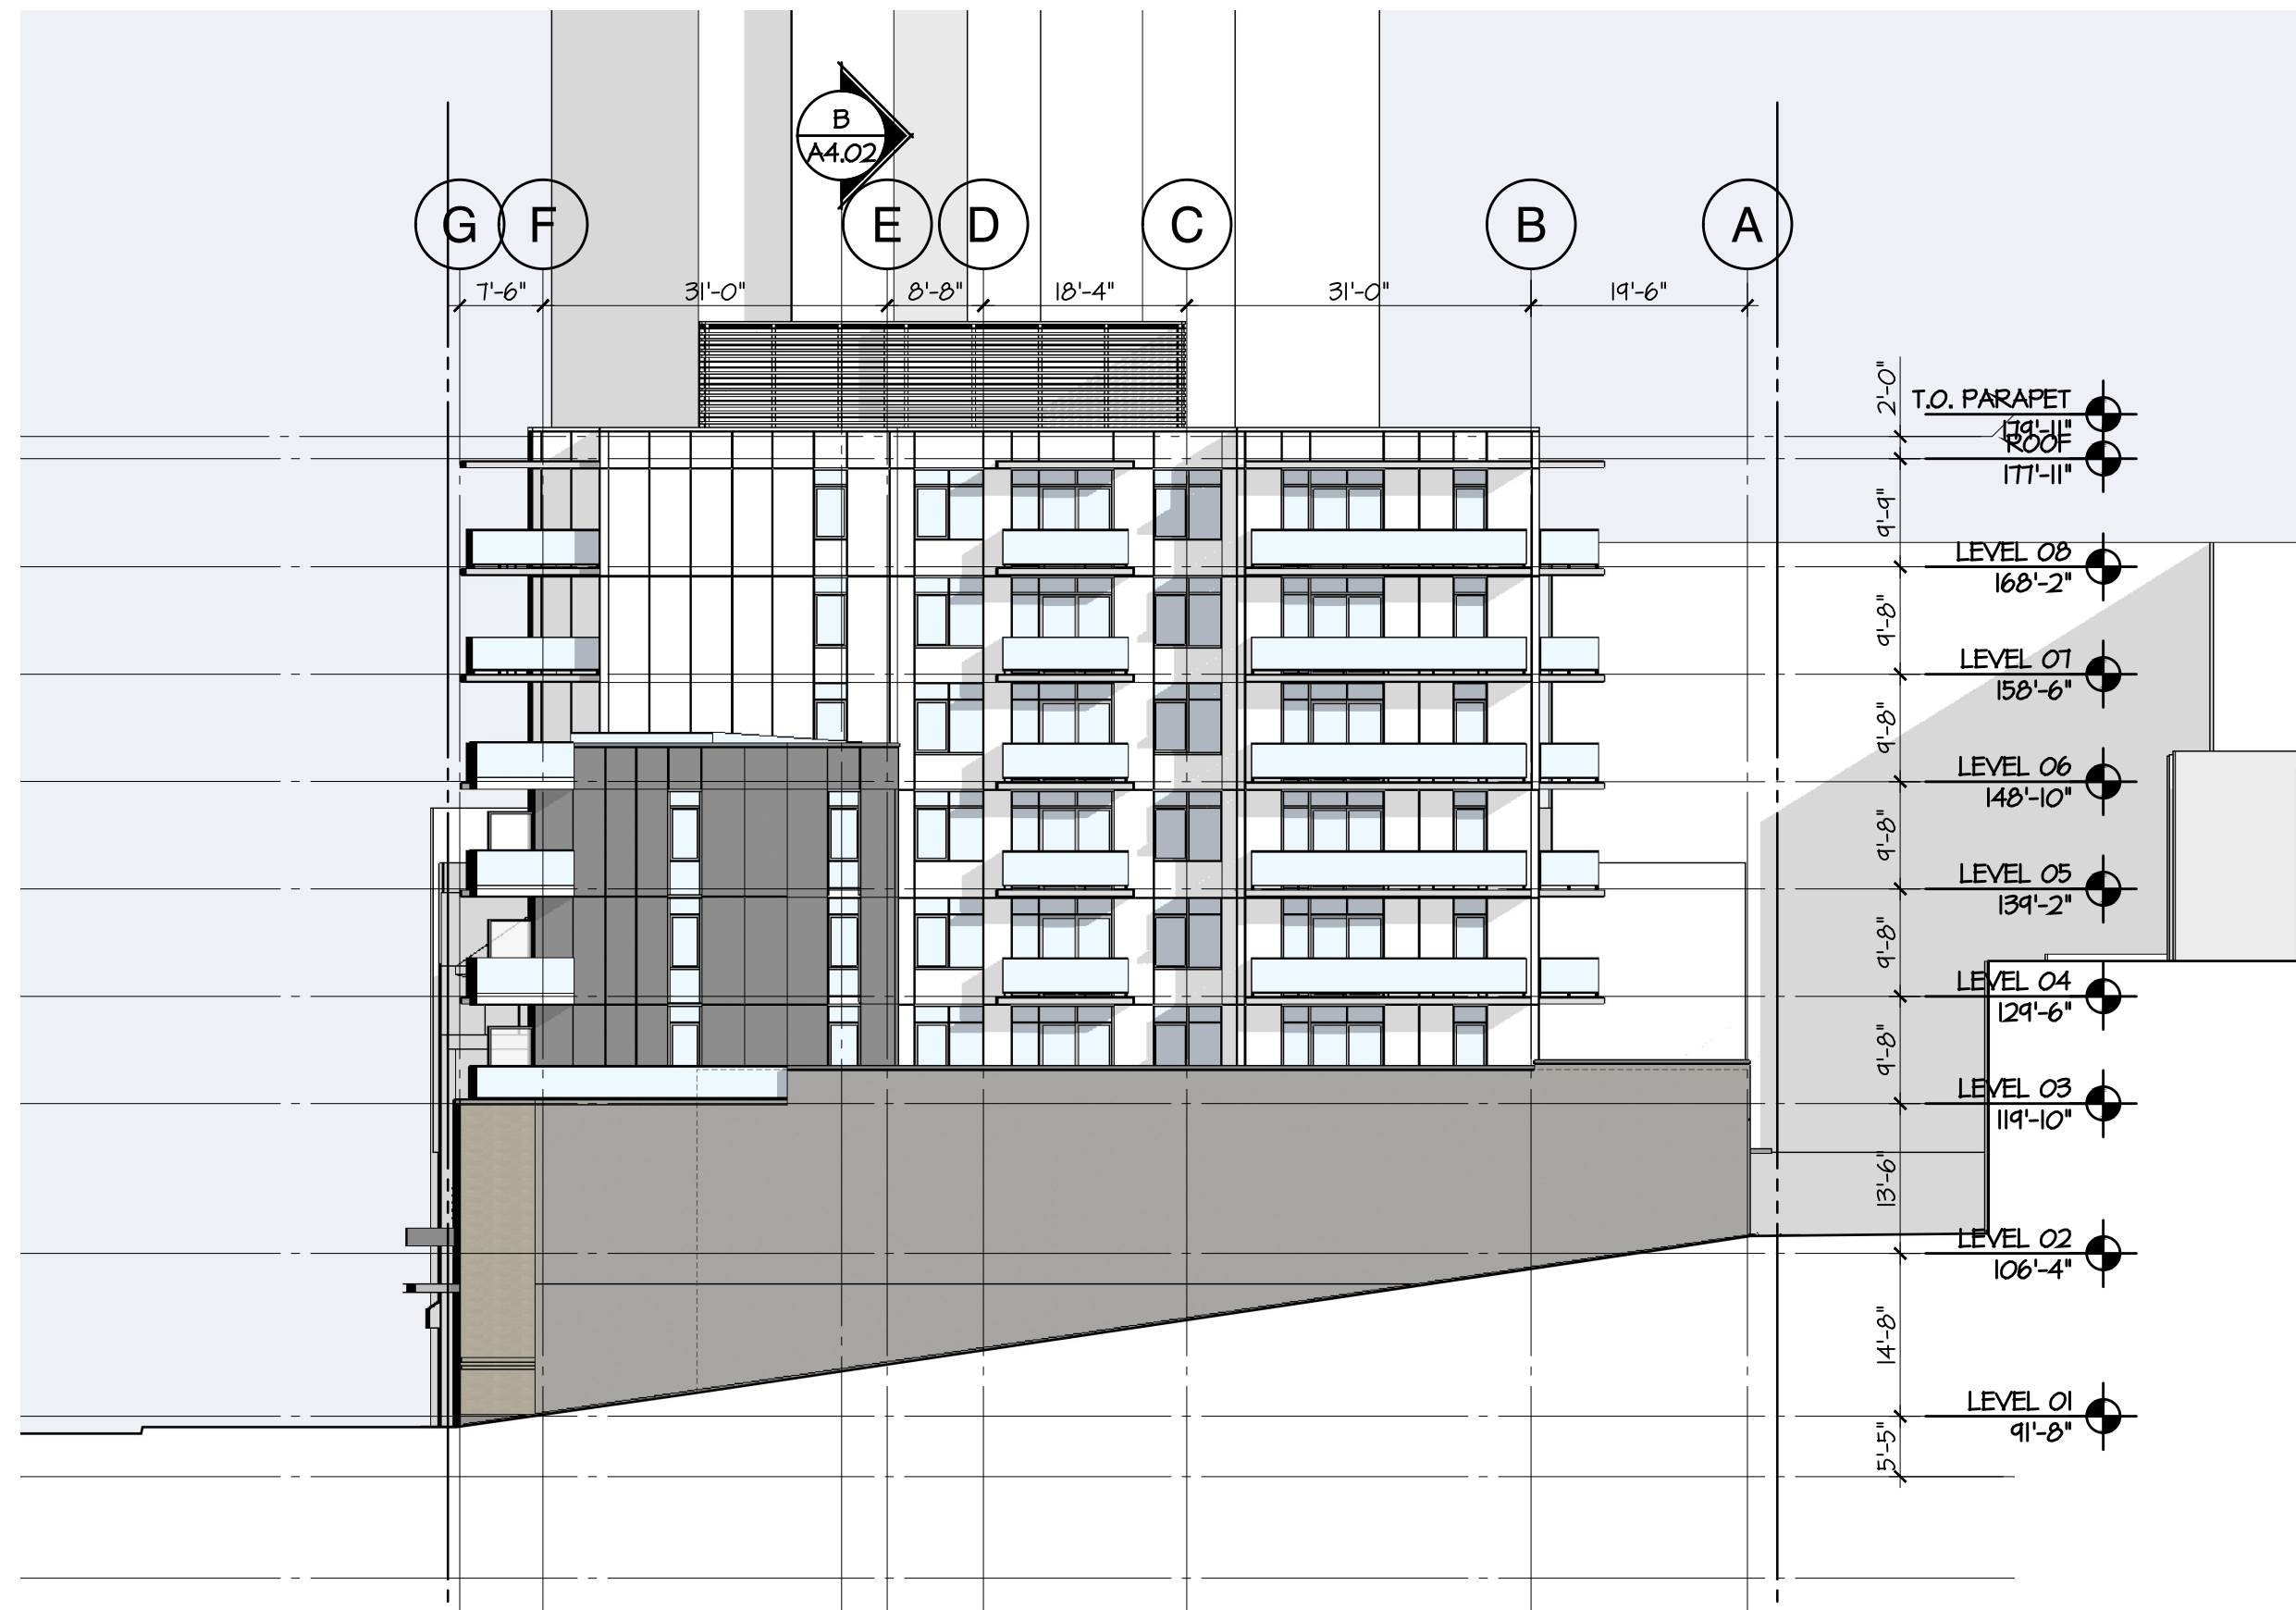 B
A4.02
G F E D C B A
7'-6" 31'-0" 8'-8" 18'-4" 31'-0" 19'-6"
2'-0"
T.O. PARAPET
179'-11"
ROOF
177'-11"
9'-9"
LEVEL 08
168'-2"
9'-8"
LEVEL 07
158'-6"
9'-8"
LEVEL 06
148'-10"
9'-8"
LEVEL 05
139'-2"
9'-8"
LEVEL 04
129'-6"
9'-8"
LEVEL 03
119'-10"
13'-6"
LEVEL 02
106'-4"
14'-8"
LEVEL 01
91'-8"
5'-5"